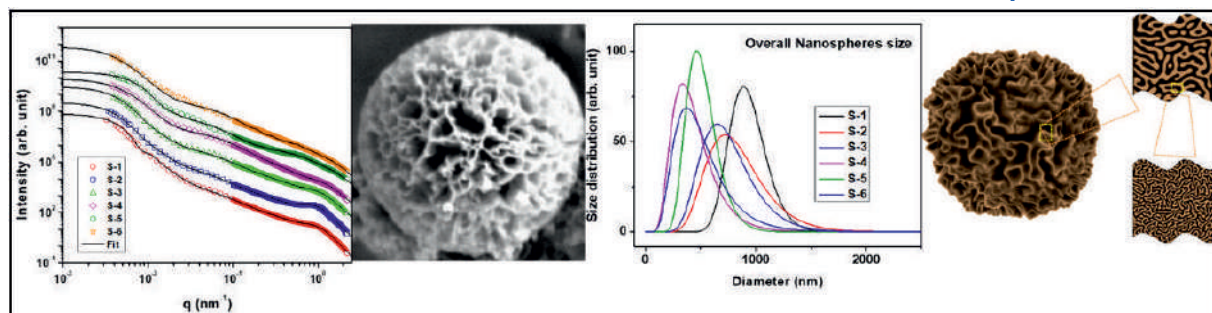 Intensity (arb. unit)
10¹¹
10⁸
10⁵
10²
10⁻¹
S-1
S-2
S-3
S-4
S-5
S-6
Fit
10⁻³
10⁻²
10⁻¹
10⁰
q (nm⁻¹)
Size distribution (arb. unit)
100
50
0
Overall Nanospheres size
S-1
S-2
S-3
S-4
S-5
S-6
0
1000
2000
Diameter (nm)